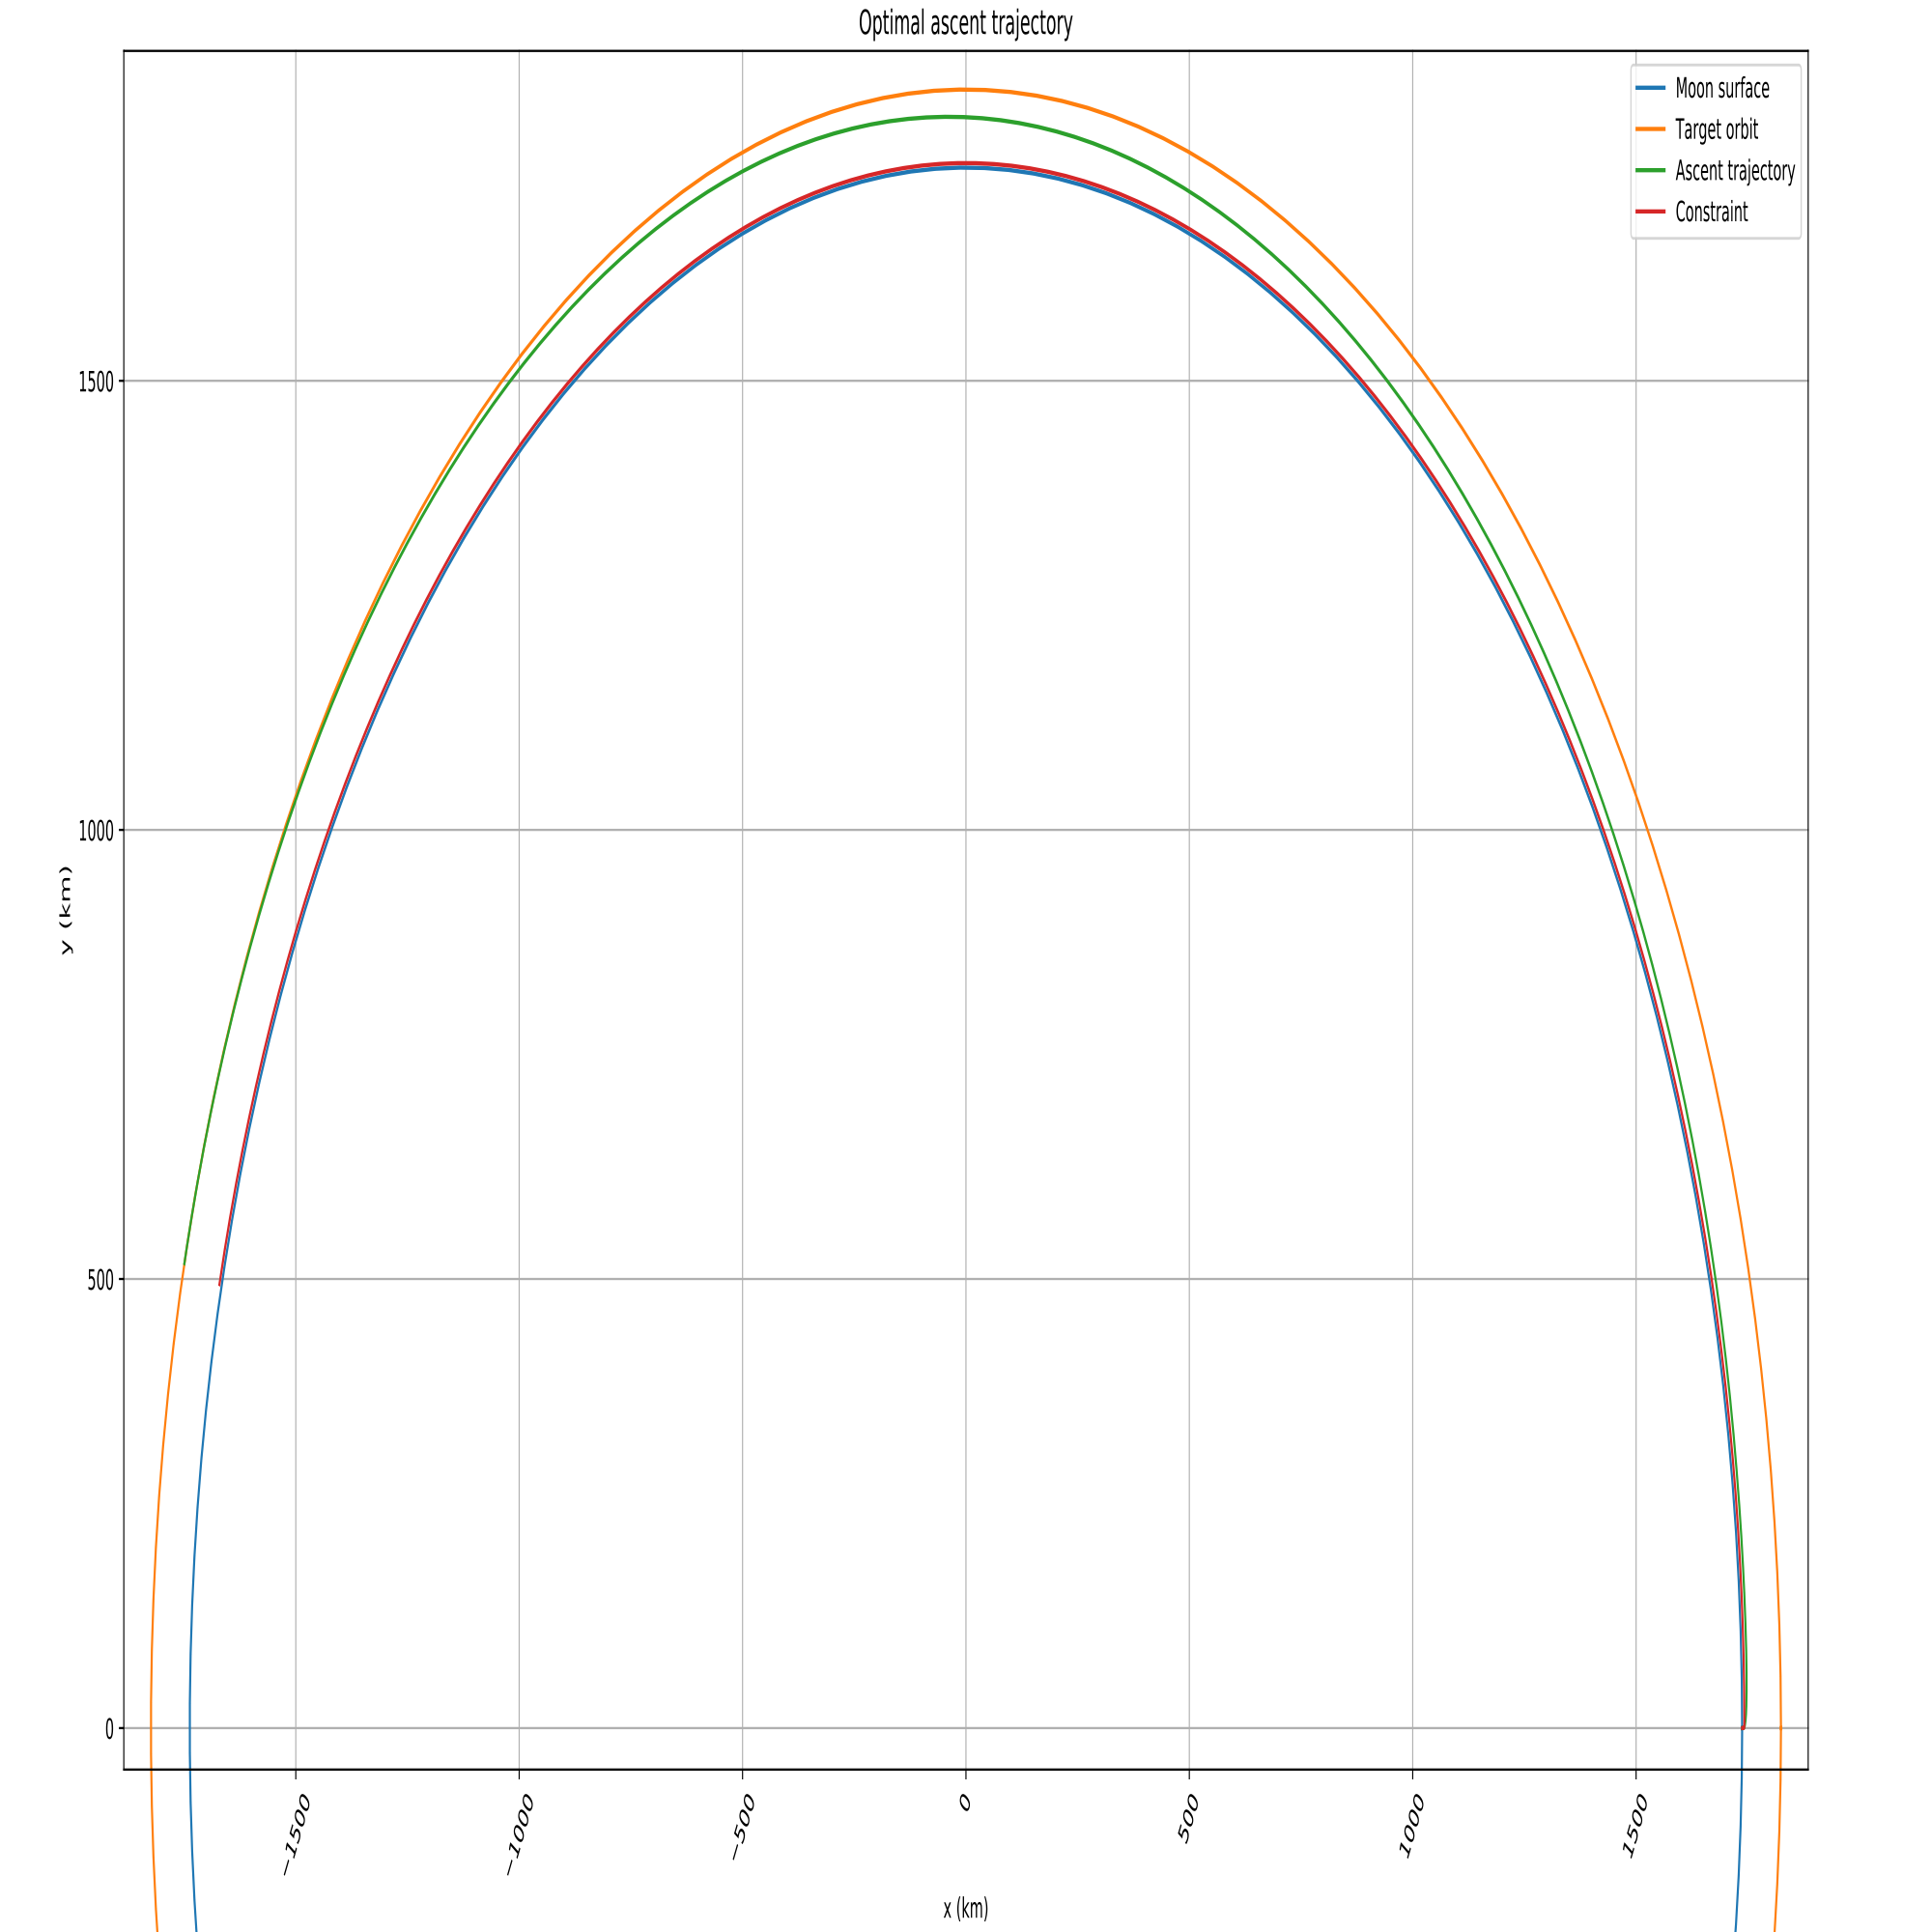 Optimal ascent trajectory
Moon surface
Target orbit
Ascent trajectory
Constraint
1500
1000
500
0
y (km)
−1500
−1000
−500
0
500
1000
1500
x (km)